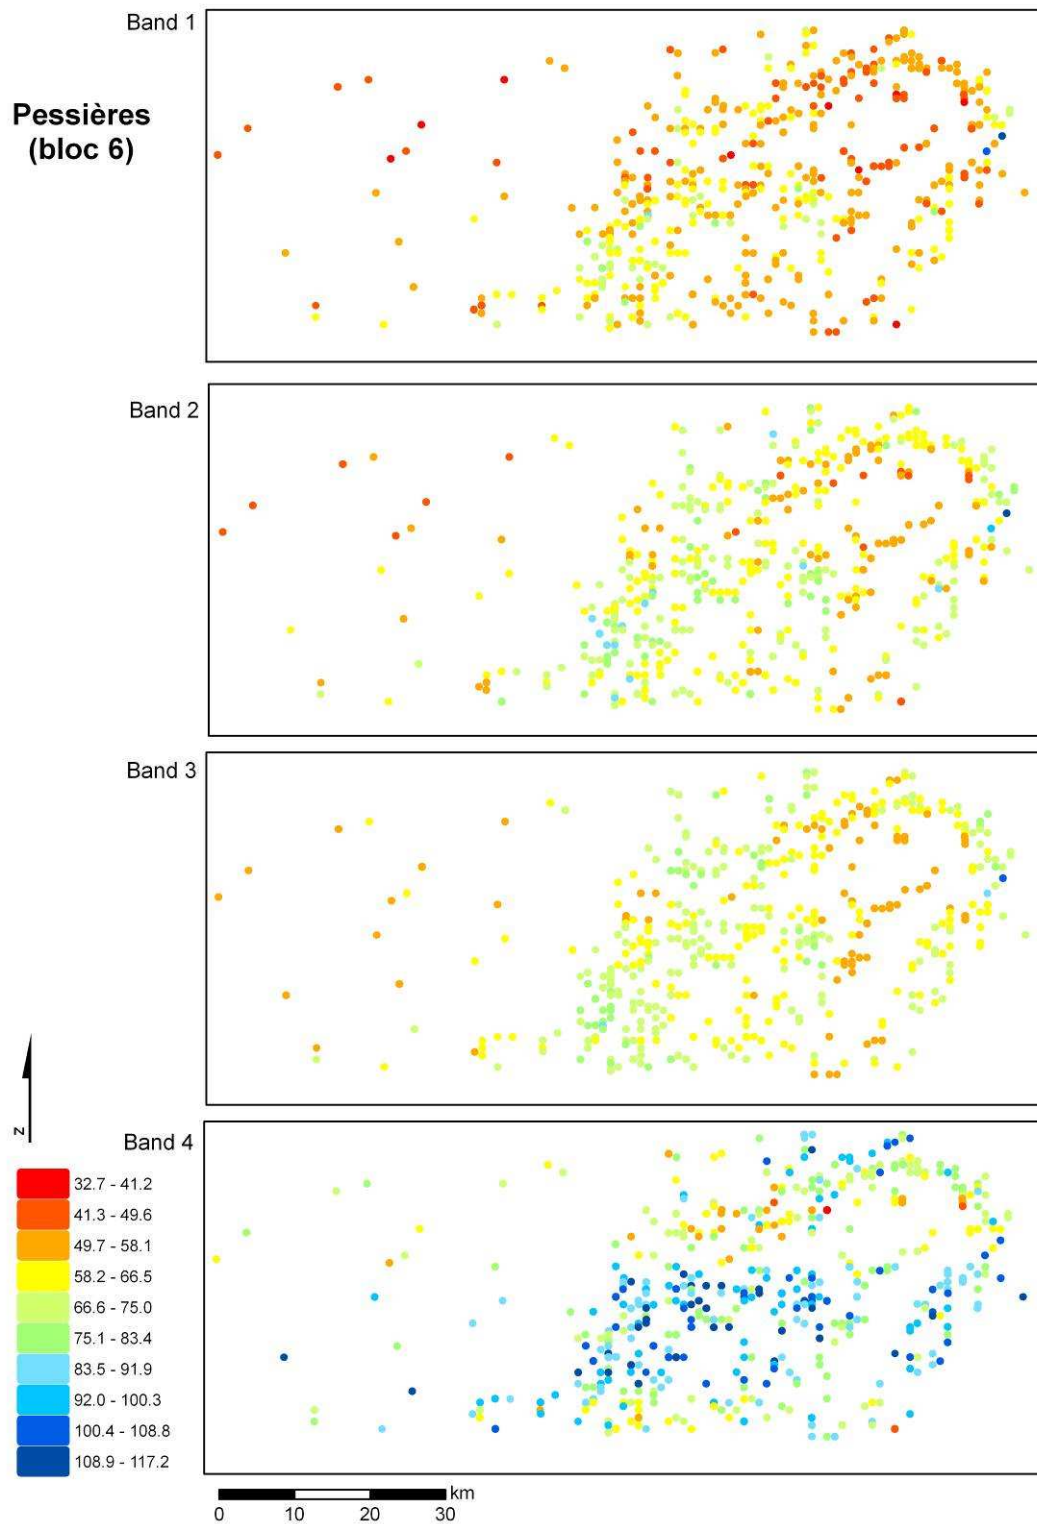 Band 1
Pessières
(bloc 6)
Band 2
Band 3
Band 4
z
32.7 - 41.2
41.3 - 49.6
49.7 - 58.1
58.2 - 66.5
66.6 - 75.0
75.1 - 83.4
83.5 - 91.9
92.0 - 100.3
100.4 - 108.8
108.9 - 117.2
km
0 10 20 30